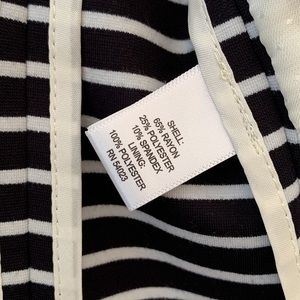 SHELL:
65% RAYON
25% POLYESTER
10% SPANDEX
LINING:
100% POLYESTER
RN 54023